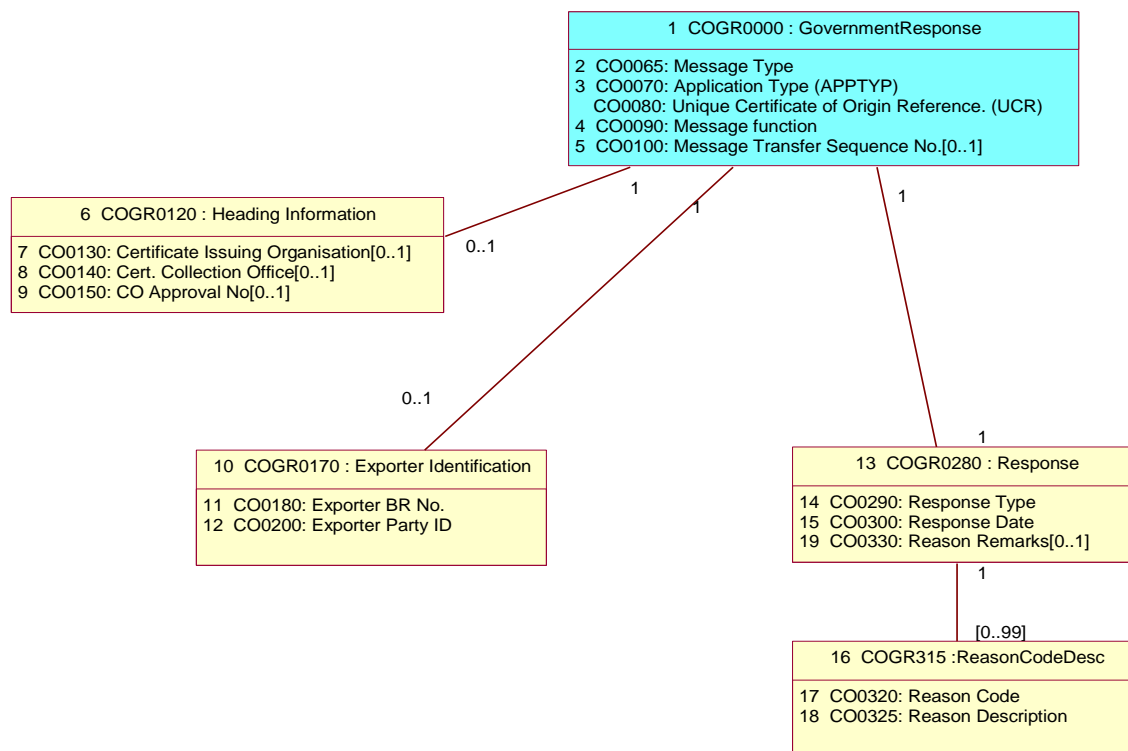 1 COGR0000 : GovernmentResponse
2 CO0065: Message Type
3 CO0070: Application Type (APPTYP)
CO0080: Unique Certificate of Origin Reference. (UCR)
4 CO0090: Message function
5 CO0100: Message Transfer Sequence No.[0..1]
1
1
1
6 COGR0120 : Heading Information
0..1
7 CO0130: Certificate Issuing Organisation[0..1]
8 CO0140: Cert. Collection Office[0..1]
9 CO0150: CO Approval No[0..1]
0..1
1
10 COGR0170 : Exporter Identification
11 CO0180: Exporter BR No.
12 CO0200: Exporter Party ID
13 COGR0280 : Response
14 CO0290: Response Type
15 CO0300: Response Date
19 CO0330: Reason Remarks[0..1]
1
[0..99]
16 COGR315 :ReasonCodeDesc
17 CO0320: Reason Code
18 CO0325: Reason Description